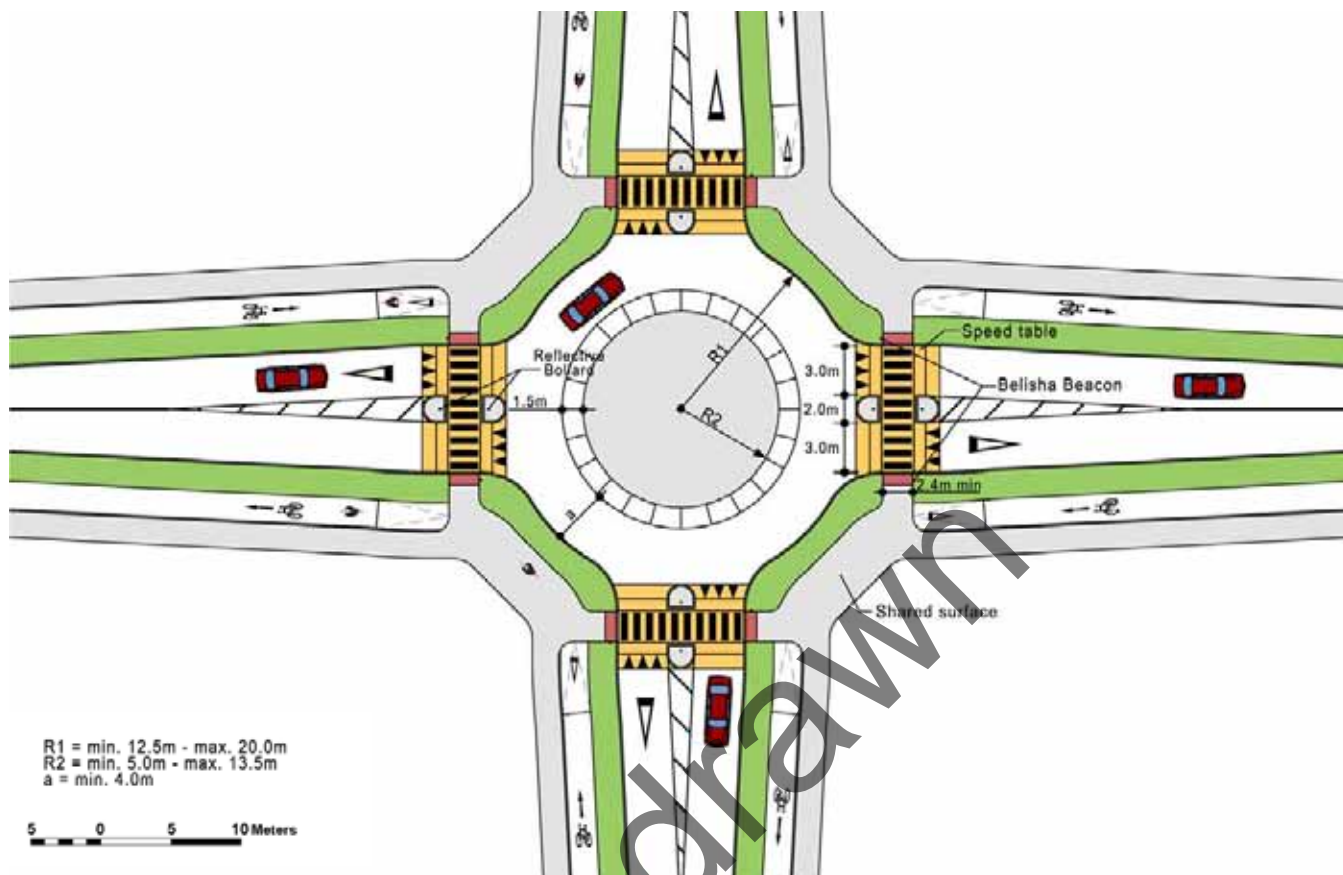 R1
Speed table
Reflective
Bollard
3.0m
Belisha Beacon
1.5m
2.0m
R2
3.0m
2.4m min
a
Shared surface
drawn
R1 = min. 12.5m - max. 20.0m
R2 = min. 5.0m - max. 13.5m
a = min. 4.0m
5 0 5 10 Meters